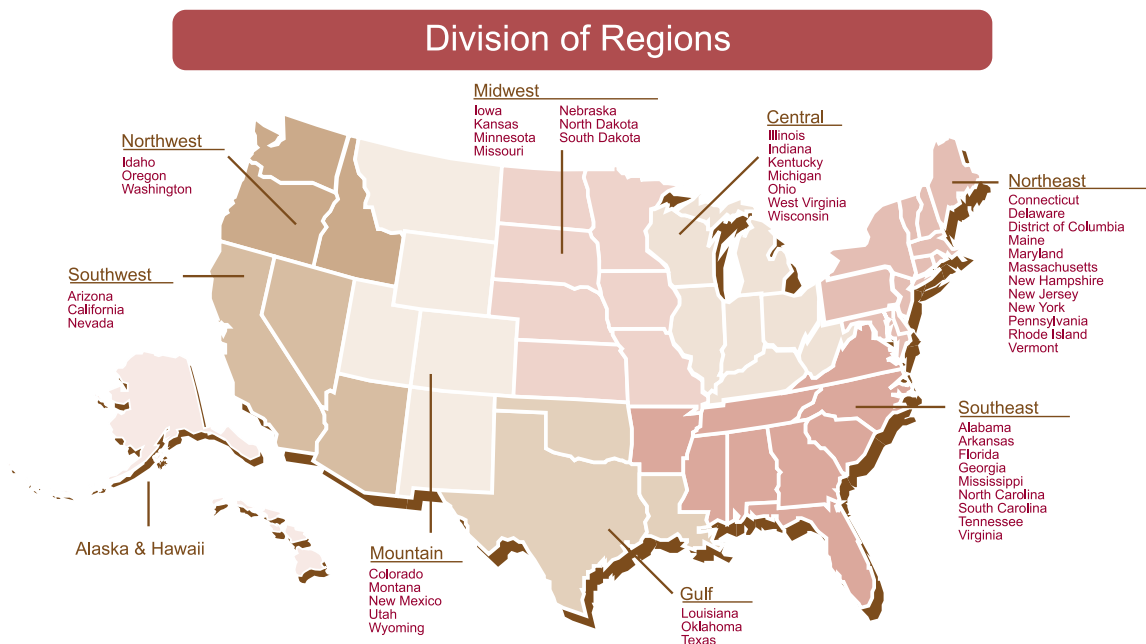 Division of Regions
Midwest
Iowa
Kansas
Minnesota
Missouri
Nebraska
North Dakota
South Dakota
Central
Illinois
Indiana
Kentucky
Michigan
Ohio
West Virginia
Wisconsin
Northwest
Idaho
Oregon
Washington
Northeast
Connecticut
Delaware
District of Columbia
Maine
Maryland
Massachusetts
New Hampshire
New Jersey
New York
Pennsylvania
Rhode Island
Vermont
Southwest
Arizona
California
Nevada
Southeast
Alabama
Arkansas
Florida
Georgia
Mississippi
North Carolina
South Carolina
Tennessee
Virginia
Alaska & Hawaii
Mountain
Colorado
Montana
New Mexico
Utah
Wyoming
Gulf
Louisiana
Oklahoma
Texas